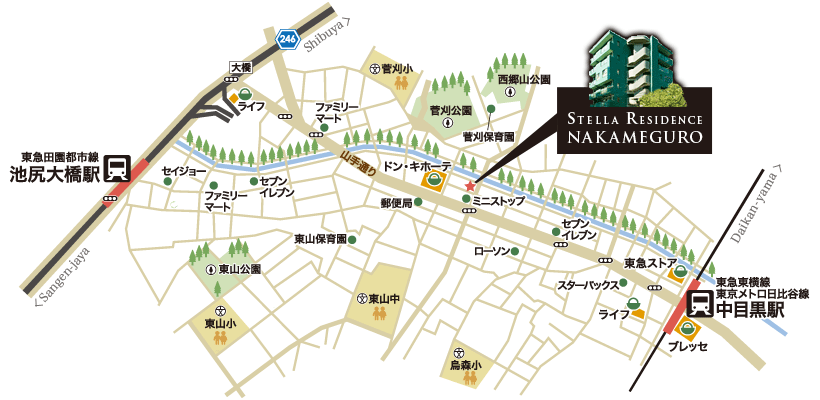 Shibuya >
246
大橋
ライフ
ファミリー
マート
菅刈小
西郷山公園
菅刈公園
菅刈保育園
STELLA RESIDENCE
NAKAMEGURO
東急田園都市線
池尻大橋駅
セイジョー
ファミリー
マート
セブン
イレブン
山手通り
ドン・キホーテ
郵便局
ミニストップ
セブン
イレブン
Daikan-yama >
東山保育園
ローソン
東急ストア
東山公園
< Sangen-jaya
スターバックス
東急東横線
東京メトロ日比谷線
中目黒駅
東山中
ライフ
東山小
プレッセ
烏森小